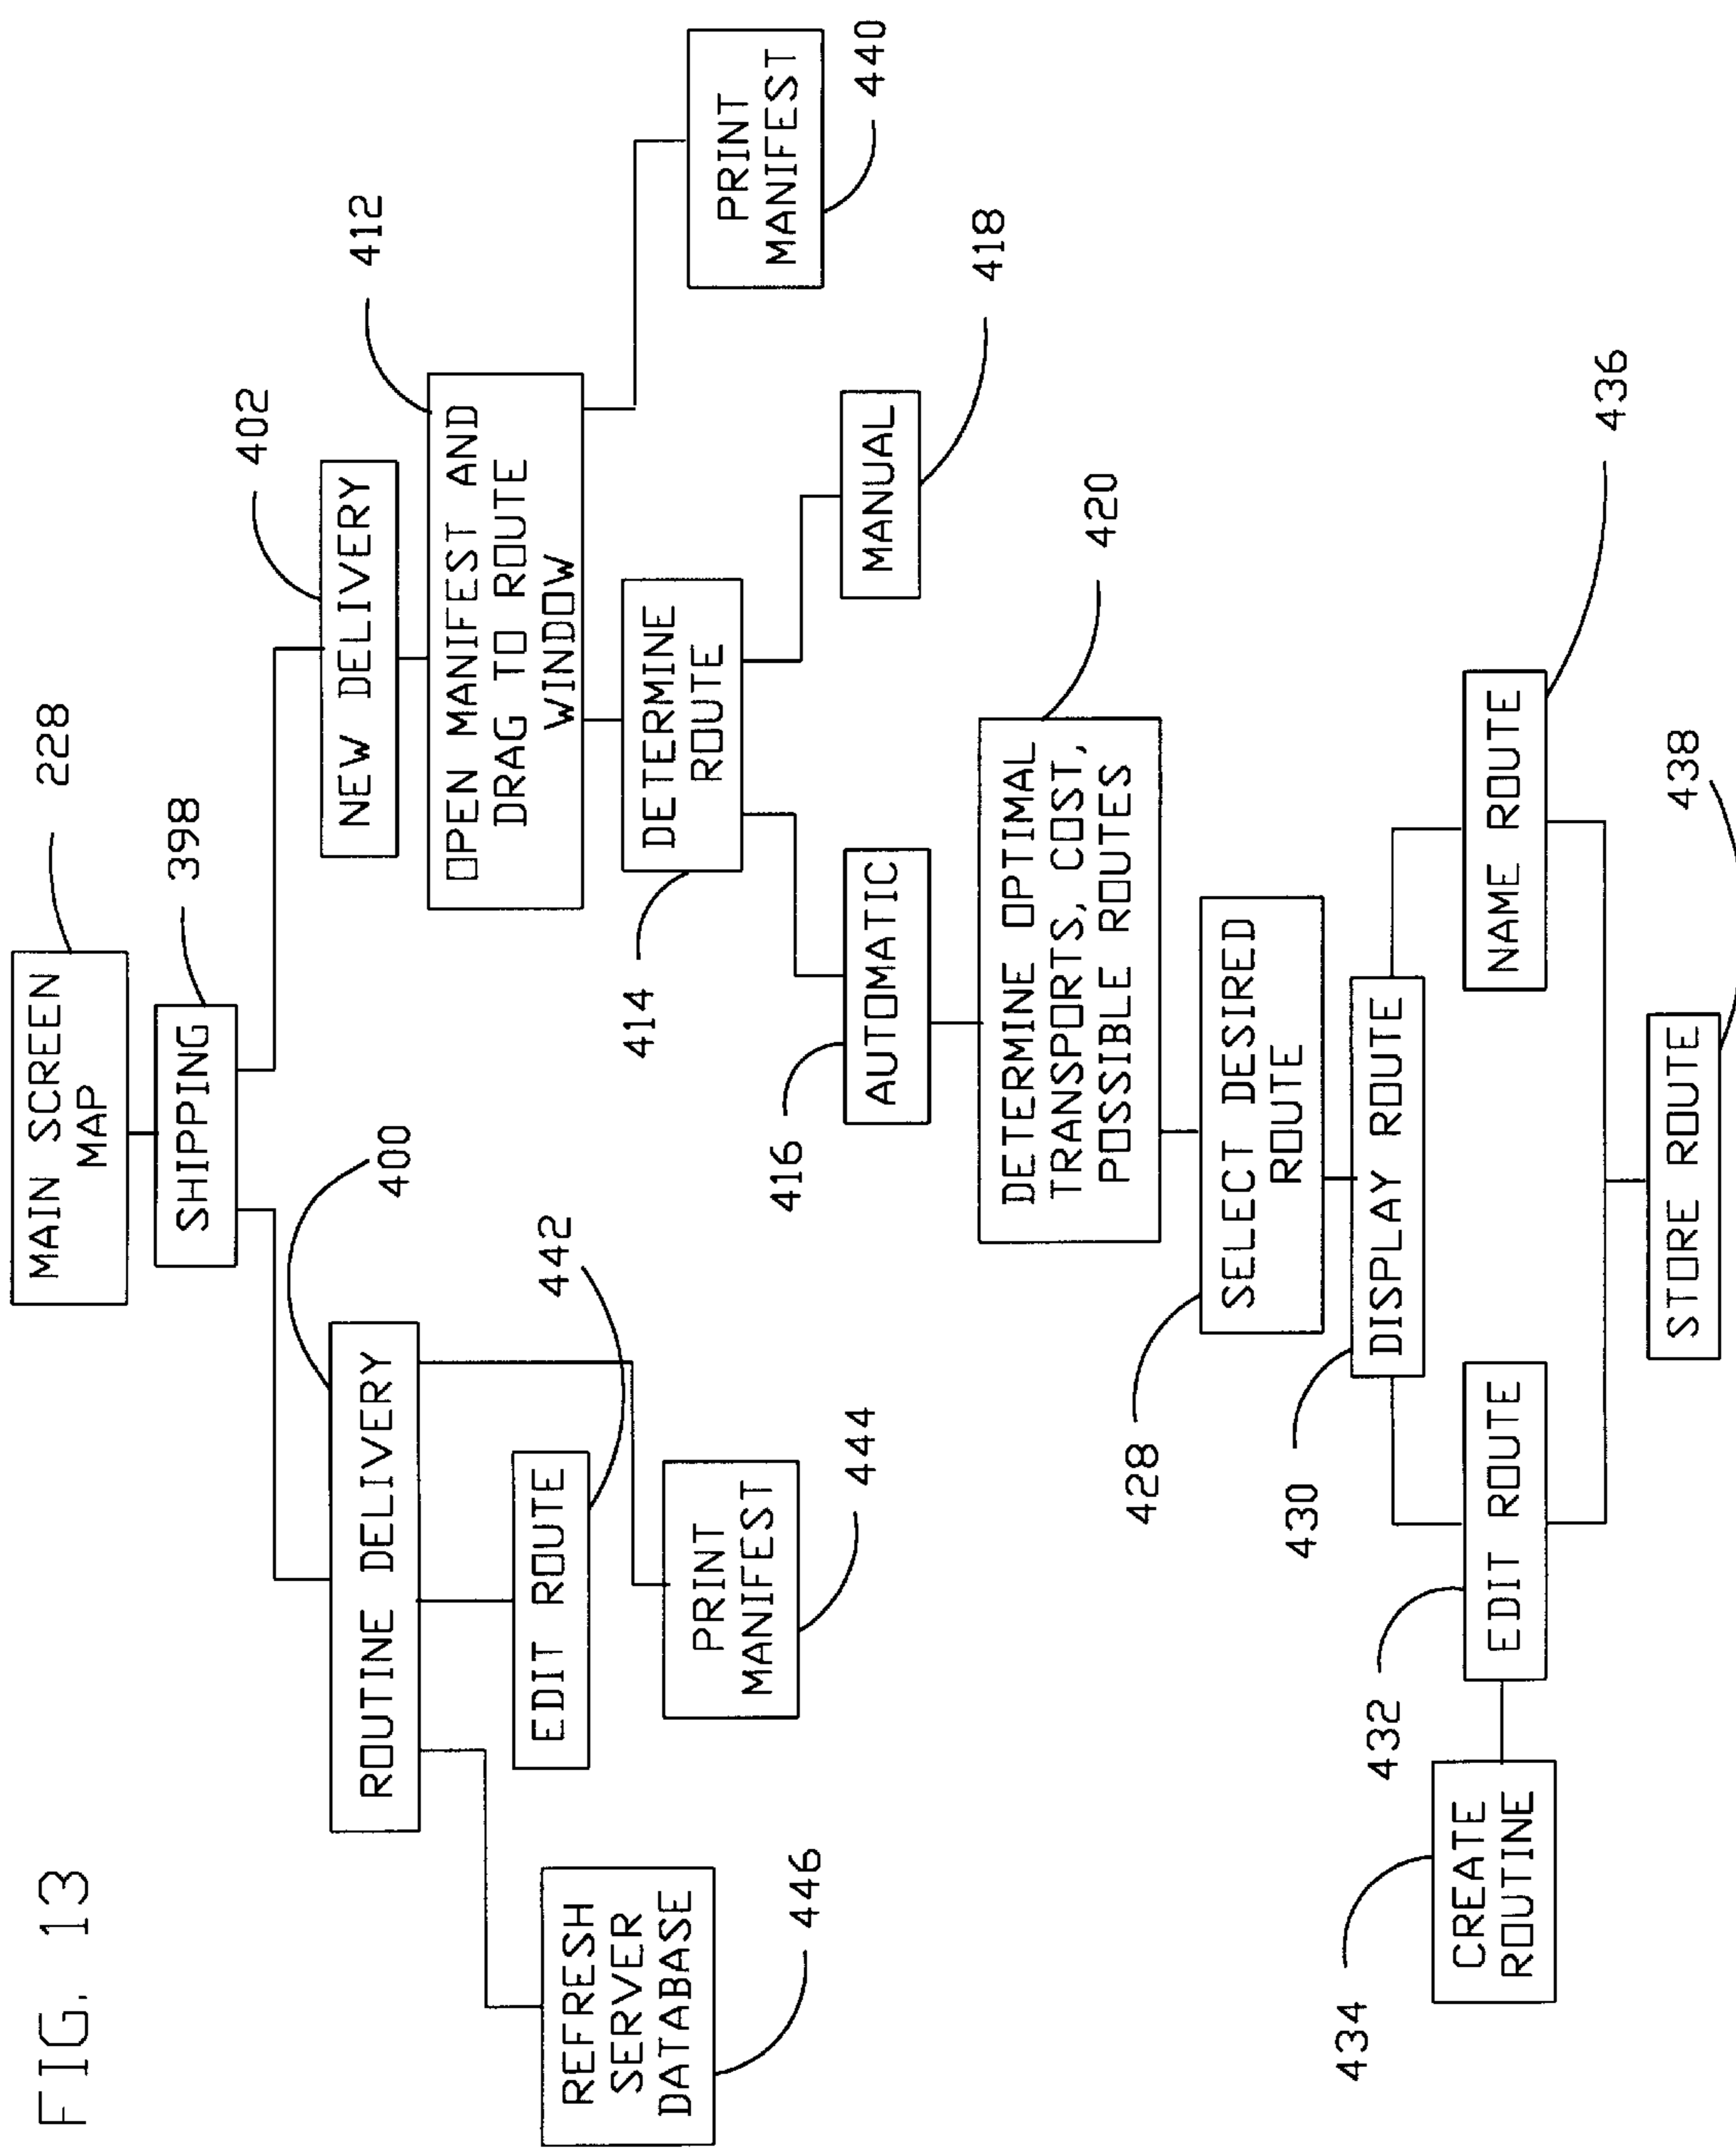 FIG. 13
MAIN SCREEN
MAP
228
SHIPPING
398
ROUTINE DELIVERY
400
NEW DELIVERY
402
OPEN MANIFEST AND
DRAG TO ROUTE
WINDOW
412
REFRESH
SERVER
DATABASE
446
EDIT ROUTE
442
PRINT
MANIFEST
444
DETERMINE
ROUTE
414
PRINT
MANIFEST
440
AUTOMATIC
416
MANUAL
418
DETERMINE OPTIMAL
TRANSPORTS, COST,
POSSIBLE ROUTES
420
SELECT DESIRED
ROUTE
428
DISPLAY ROUTE
430
CREATE
ROUTINE
434
EDIT ROUTE
432
NAME ROUTE
436
STORE ROUTE
438